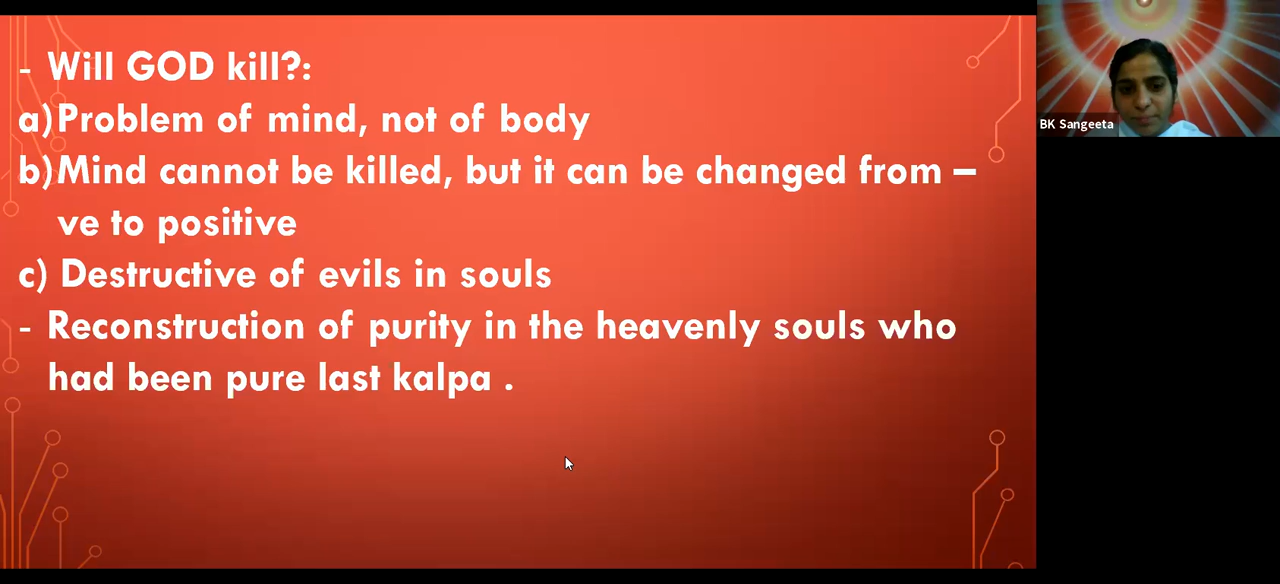 - Will GOD kill?:
a)Problem of mind, not of body
b)Mind cannot be killed, but it can be changed from –
ve to positive
c) Destructive of evils in souls
- Reconstruction of purity in the heavenly souls who
had been pure last kalpa .
BK Sangeeta